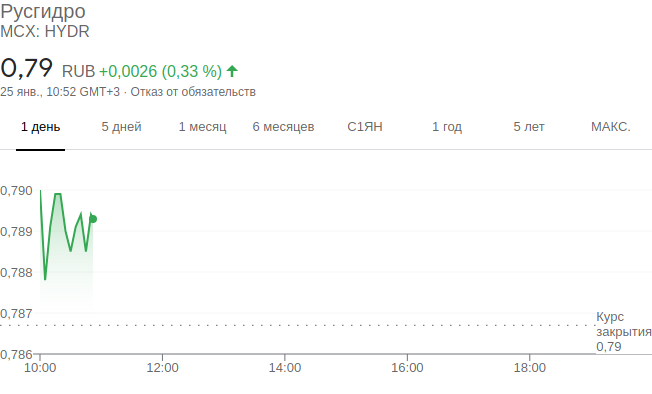 Русгидро
MCX: HYDR
0,79 RUB +0,0026 (0,33 %)
25 янв., 10:52 GMT+3 · Отказ от обязательств
1 день 5 дней 1 месяц 6 месяцев С1ЯН 1 год 5 лет МАКС.
0,790
0,789
0,788
0,787
Курс
закрытия
0,79
0,786
10:00 12:00 14:00 16:00 18:00